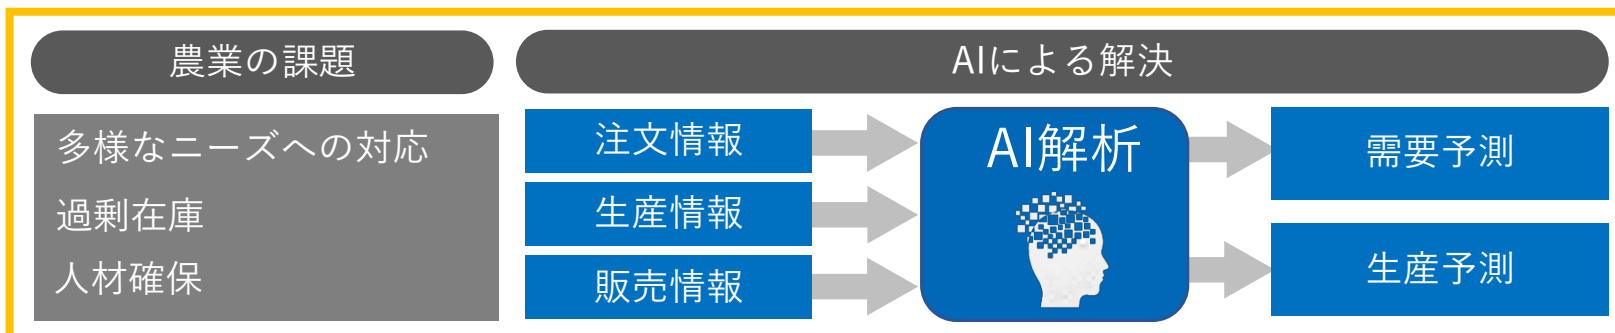 農業の課題
多様なニーズへの対応
過剰在庫
人材確保
AIによる解決
注文情報
生産情報
販売情報
AI解析
需要予測
生産予測